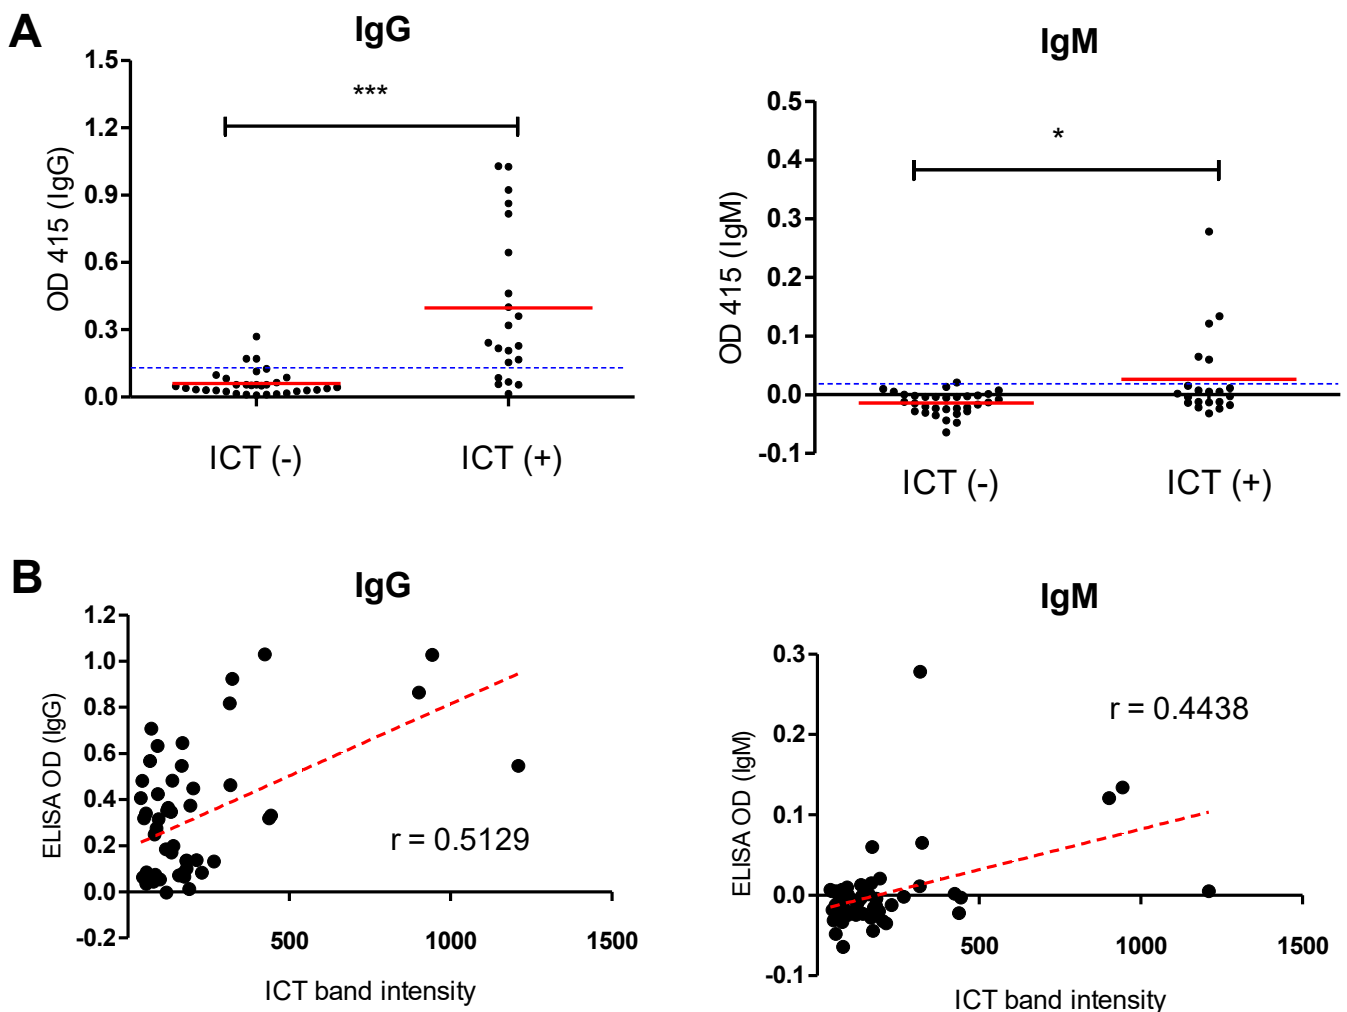 A
IgG
1.5
1.2
0.9
0.6
0.3
0.0
OD 415 (IgG)
***
ICT (-)
ICT (+)
IgM
0.5
0.4
0.3
0.2
0.1
0.0
-0.1
OD 415 (IgM)
*
ICT (-)
ICT (+)
B
IgG
1.2
1.0
0.8
0.6
0.4
0.2
0.0
-0.2
ELISA OD (IgG)
r = 0.5129
500
1000
1500
ICT band intensity
IgM
0.3
0.2
0.1
0.0
-0.1
ELISA OD (IgM)
r = 0.4438
500
1000
1500
ICT band intensity